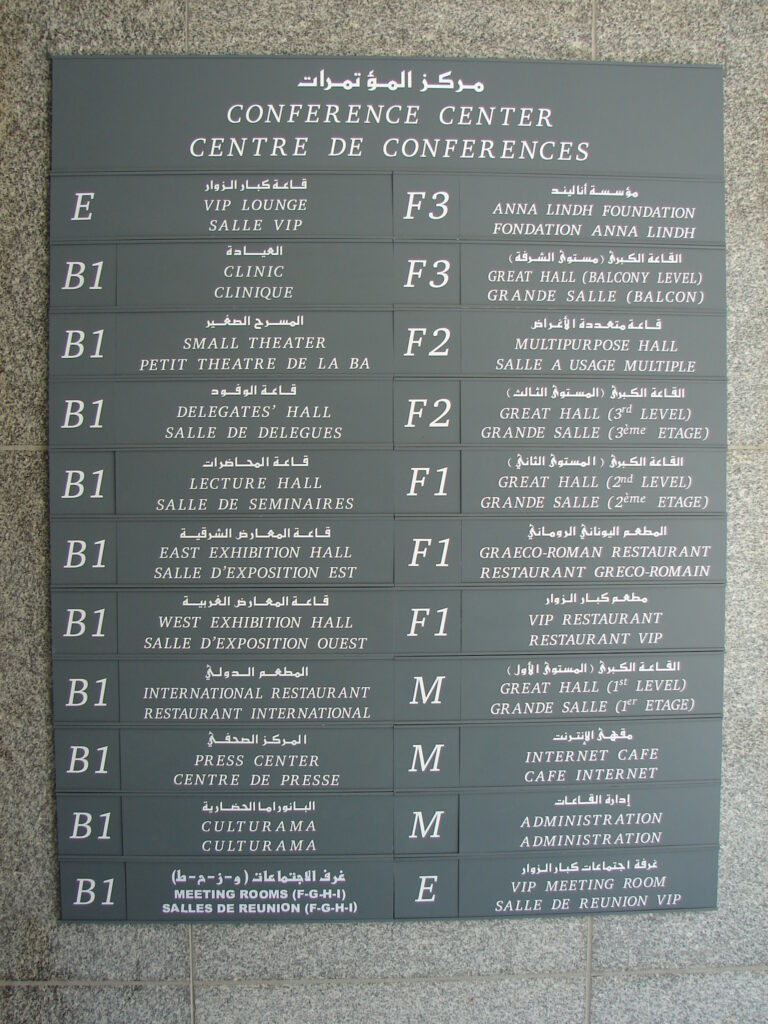 مركز المؤتمرات
CONFERENCE CENTER
CENTRE DE CONFERENCES
E
قاعة كبار الزوار
VIP LOUNGE
SALLE VIP
B1
العيادة
CLINIC
CLINIQUE
B1
المسرح الصغير
SMALL THEATER
PETIT THEATRE DE LA BA
B1
قاعة الوفود
DELEGATES' HALL
SALLE DE DELEGUES
B1
قاعة المحاضرات
LECTURE HALL
SALLE DE SEMINAIRES
B1
قاعة المعارض الشرقية
EAST EXHIBITION HALL
SALLE D'EXPOSITION EST
B1
قاعة المعارض الغربية
WEST EXHIBITION HALL
SALLE D'EXPOSITION OUEST
B1
المطعم الدولي
INTERNATIONAL RESTAURANT
RESTAURANT INTERNATIONAL
B1
المركز الصحفي
PRESS CENTER
CENTRE DE PRESSE
B1
البانوراما الحضارية
CULTURAMA
CULTURAMA
B1
غرف الاجتماعات (و-ز-ح-ط)
MEETING ROOMS (F-G-H-I)
SALLES DE REUNION (F-G-H-I)
F3
مؤسسة أنا ليند
ANNA LINDH FOUNDATION
FONDATION ANNA LINDH
F3
القاعة الكبرى (مستوى الشرفة)
GREAT HALL (BALCONY LEVEL)
GRANDE SALLE (BALCON)
F2
قاعة متعددة الأغراض
MULTIPURPOSE HALL
SALLE A USAGE MULTIPLE
F2
القاعة الكبرى (المستوى الثالث)
GREAT HALL (3rd LEVEL)
GRANDE SALLE (3ème ETAGE)
F1
القاعة الكبرى (المستوى الثاني)
GREAT HALL (2nd LEVEL)
GRANDE SALLE (2ème ETAGE)
F1
المطعم اليوناني الروماني
GRAECO-ROMAN RESTAURANT
RESTAURANT GRECO-ROMAIN
F1
مطعم كبار الزوار
VIP RESTAURANT
RESTAURANT VIP
M
القاعة الكبرى (المستوى الأول)
GREAT HALL (1st LEVEL)
GRANDE SALLE (1er ETAGE)
M
مقهى الإنترنت
INTERNET CAFE
CAFE INTERNET
M
إدارة القاعات
ADMINISTRATION
ADMINISTRATION
E
غرفة اجتماعات كبار الزوار
VIP MEETING ROOM
SALLE DE REUNION VIP